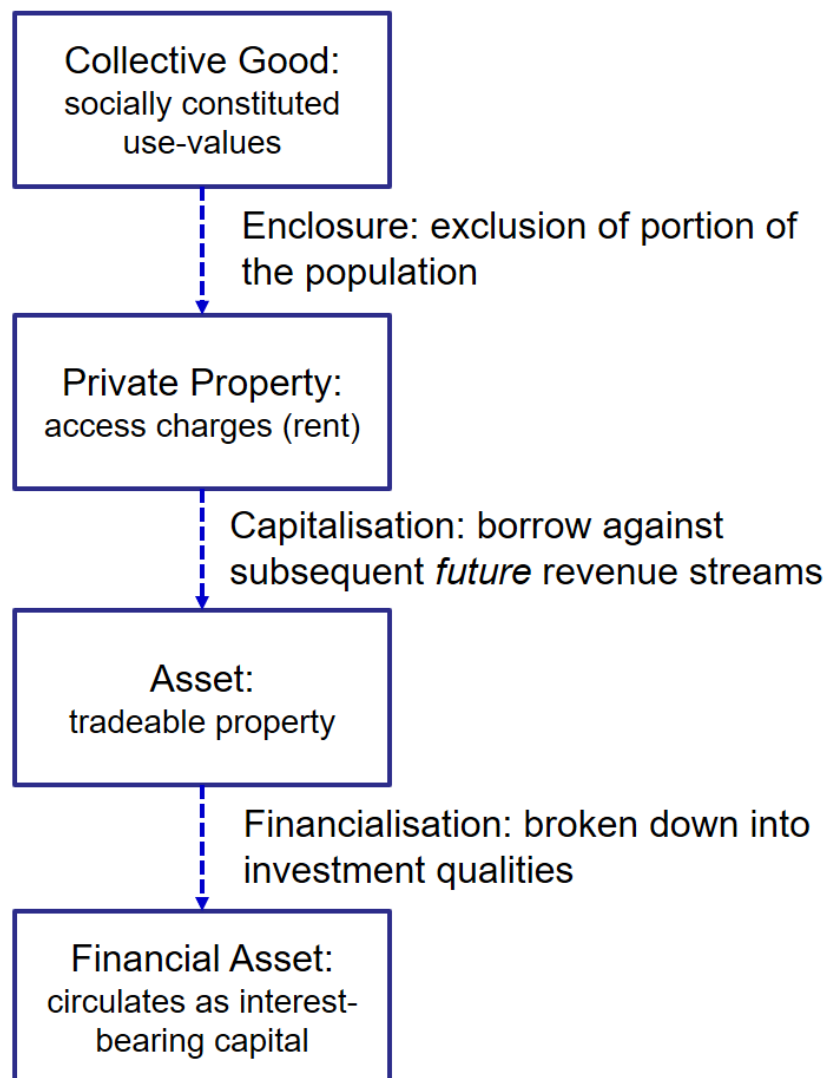 Collective Good:
socially constituted
use-values
Enclosure: exclusion of portion of
the population
Private Property:
access charges (rent)
Capitalisation: borrow against
subsequent future revenue streams
Asset:
tradeable property
Financialisation: broken down into
investment qualities
Financial Asset:
circulates as interest-
bearing capital